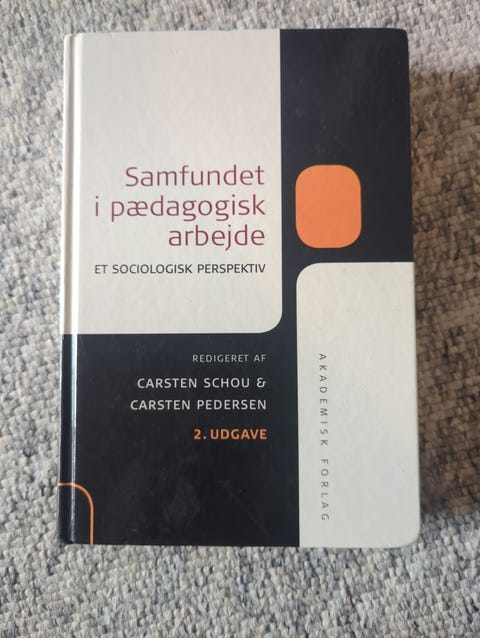 Samfundet
i pædagogisk
arbejde
ET SOCIOLOGISK PERSPEKTIV
REDIGERET AF
CARSTEN SCHOU &
CARSTEN PEDERSEN
2. UDGAVE
AKADEMISK FORLAG